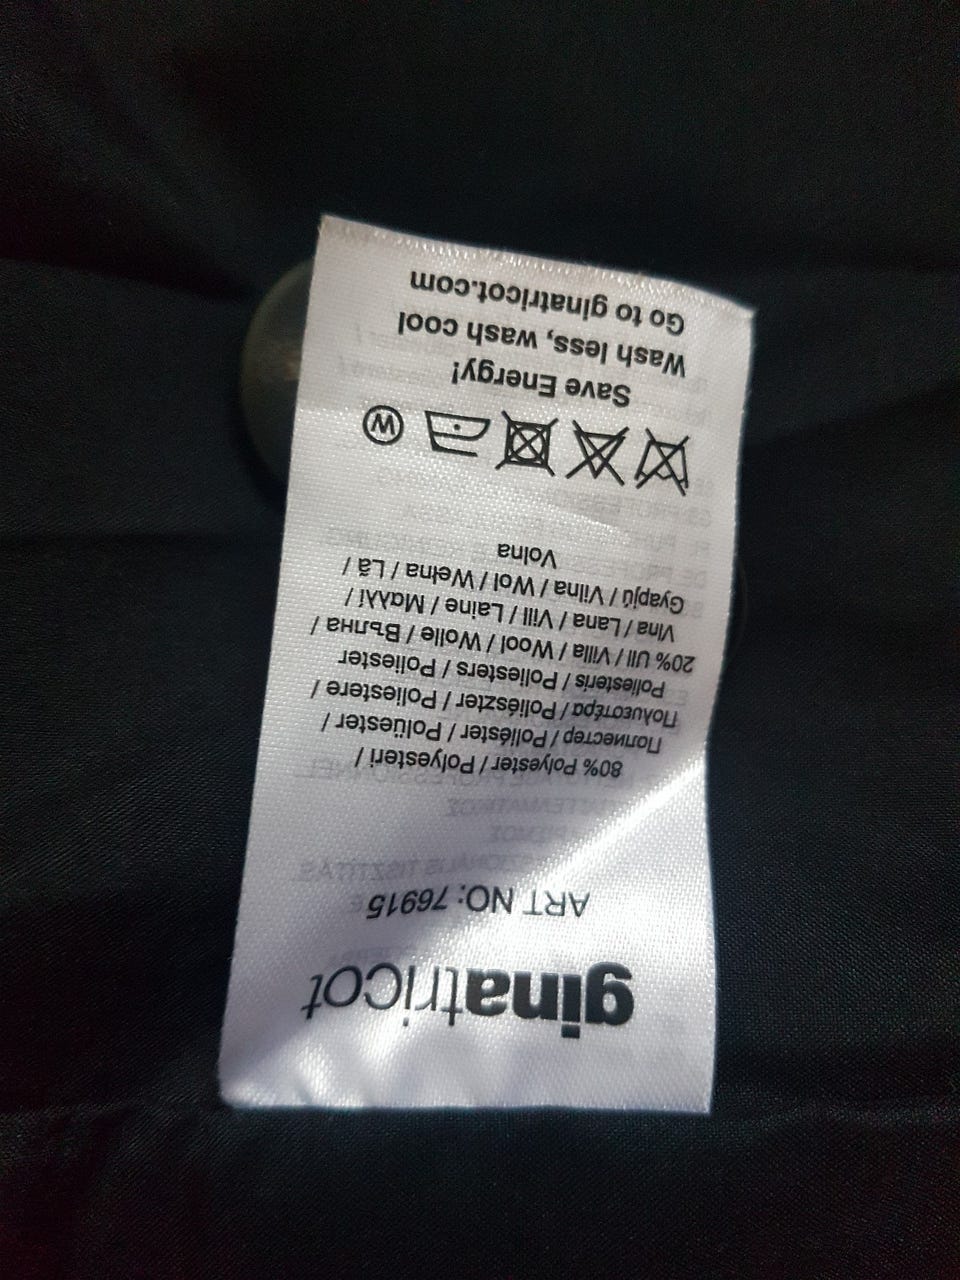 ginatricot
ART NO: 76915
80% Polyester / Polyesteri /
Полиестер / Poliéster / Polüester /
Πολυεστέρα / Poliészter / Poliestere /
Poliesteris / Poliesters / Poliester
20% Ull / Villa / Wool / Wolle / Вълна /
Vlna / Lana / Vill / Laine / Μαλλί /
Gyapjú / Vilna / Wol / Wełna / Lã /
Volna
W
Save Energy!
Wash less, wash cool
Go to ginatricot.com